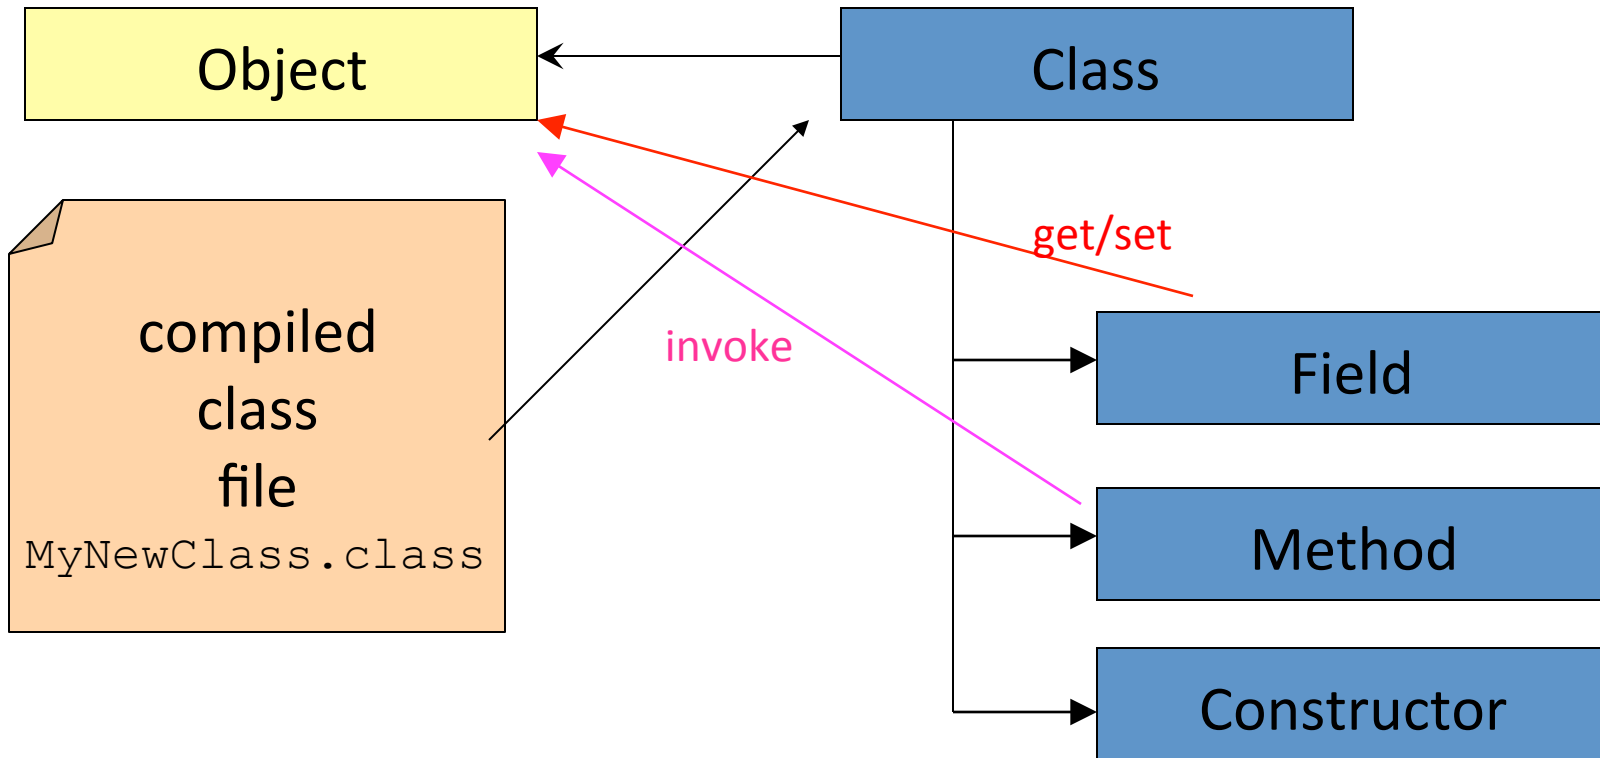 Object
Class
get/set
invoke
compiled
class
file
MyNewClass.class
Field
Method
Constructor